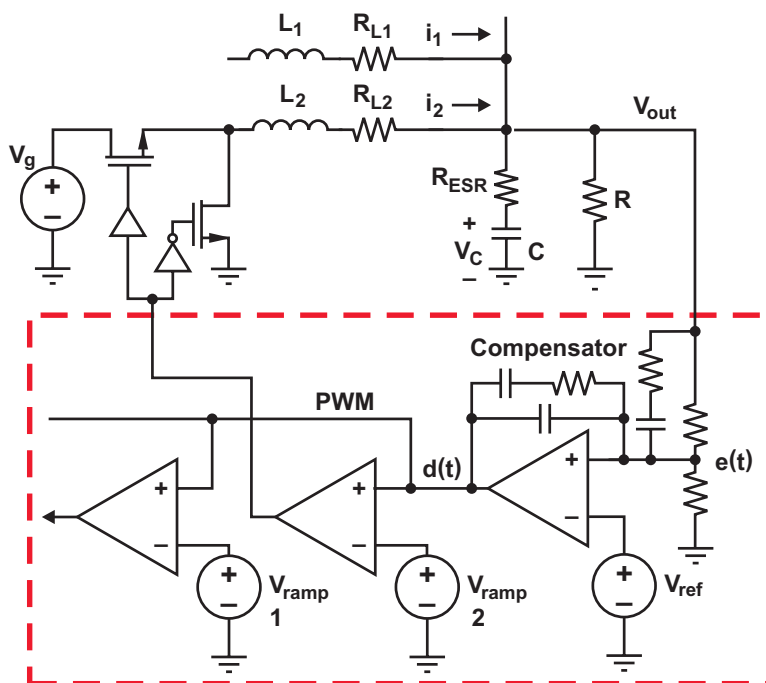 L1 RL1 i1
L2 RL2 i2
Vout
Vg
+
−
RESR
R
+
VC C
−
Compensator
PWM
d(t) e(t)
+ + +
− − −
+ + +
− − −
Vramp 1
Vramp 2
Vref